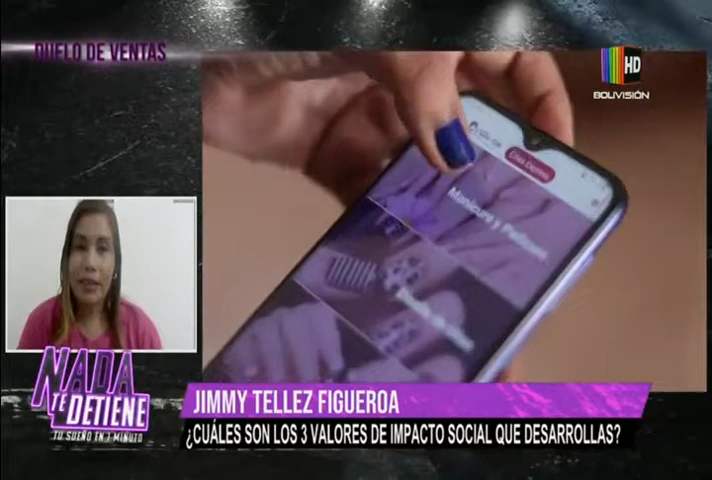 DUELO DE VENTAS
HD
BOLIVISIÓN
Manicure y Pedicure
NADA
TE DETIENE
TU SUEÑO EN 1 MINUTO
JIMMY TELLEZ FIGUEROA
¿CUÁLES SON LOS 3 VALORES DE IMPACTO SOCIAL QUE DESARROLLAS?